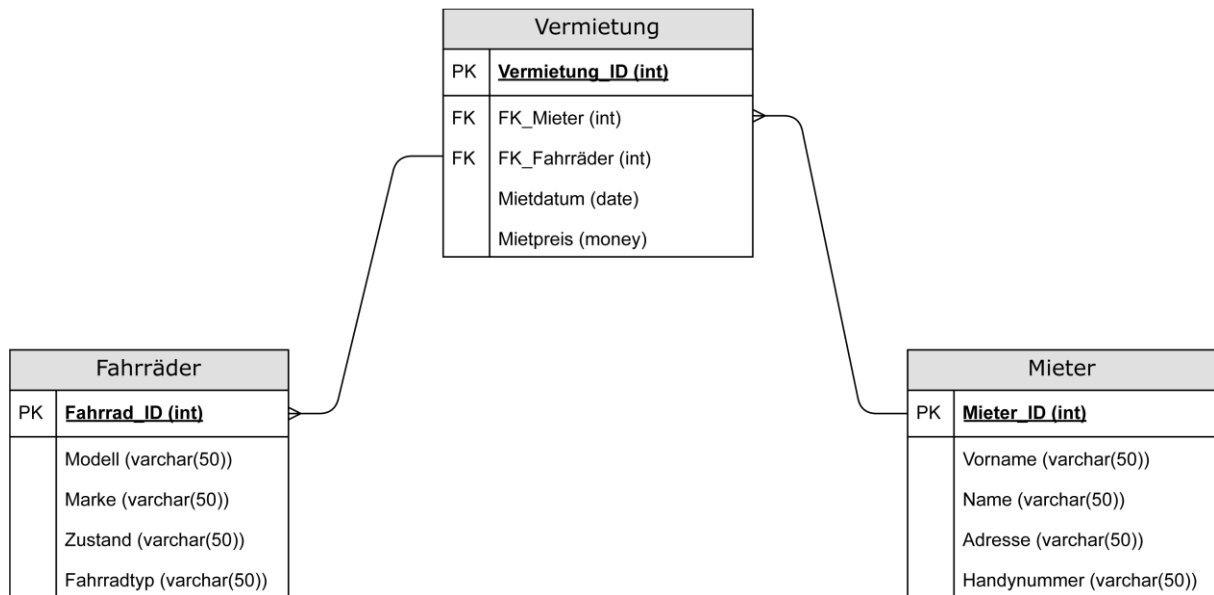 Vermietung
PK Vermietung_ID (int)
FK FK_Mieter (int)
FK FK_Fahrräder (int)
Mietdatum (date)
Mietpreis (money)
Fahrräder
PK Fahrrad_ID (int)
Modell (varchar(50))
Marke (varchar(50))
Zustand (varchar(50))
Fahrradtyp (varchar(50))
Mieter
PK Mieter_ID (int)
Vorname (varchar(50))
Name (varchar(50))
Adresse (varchar(50))
Handynummer (varchar(50))